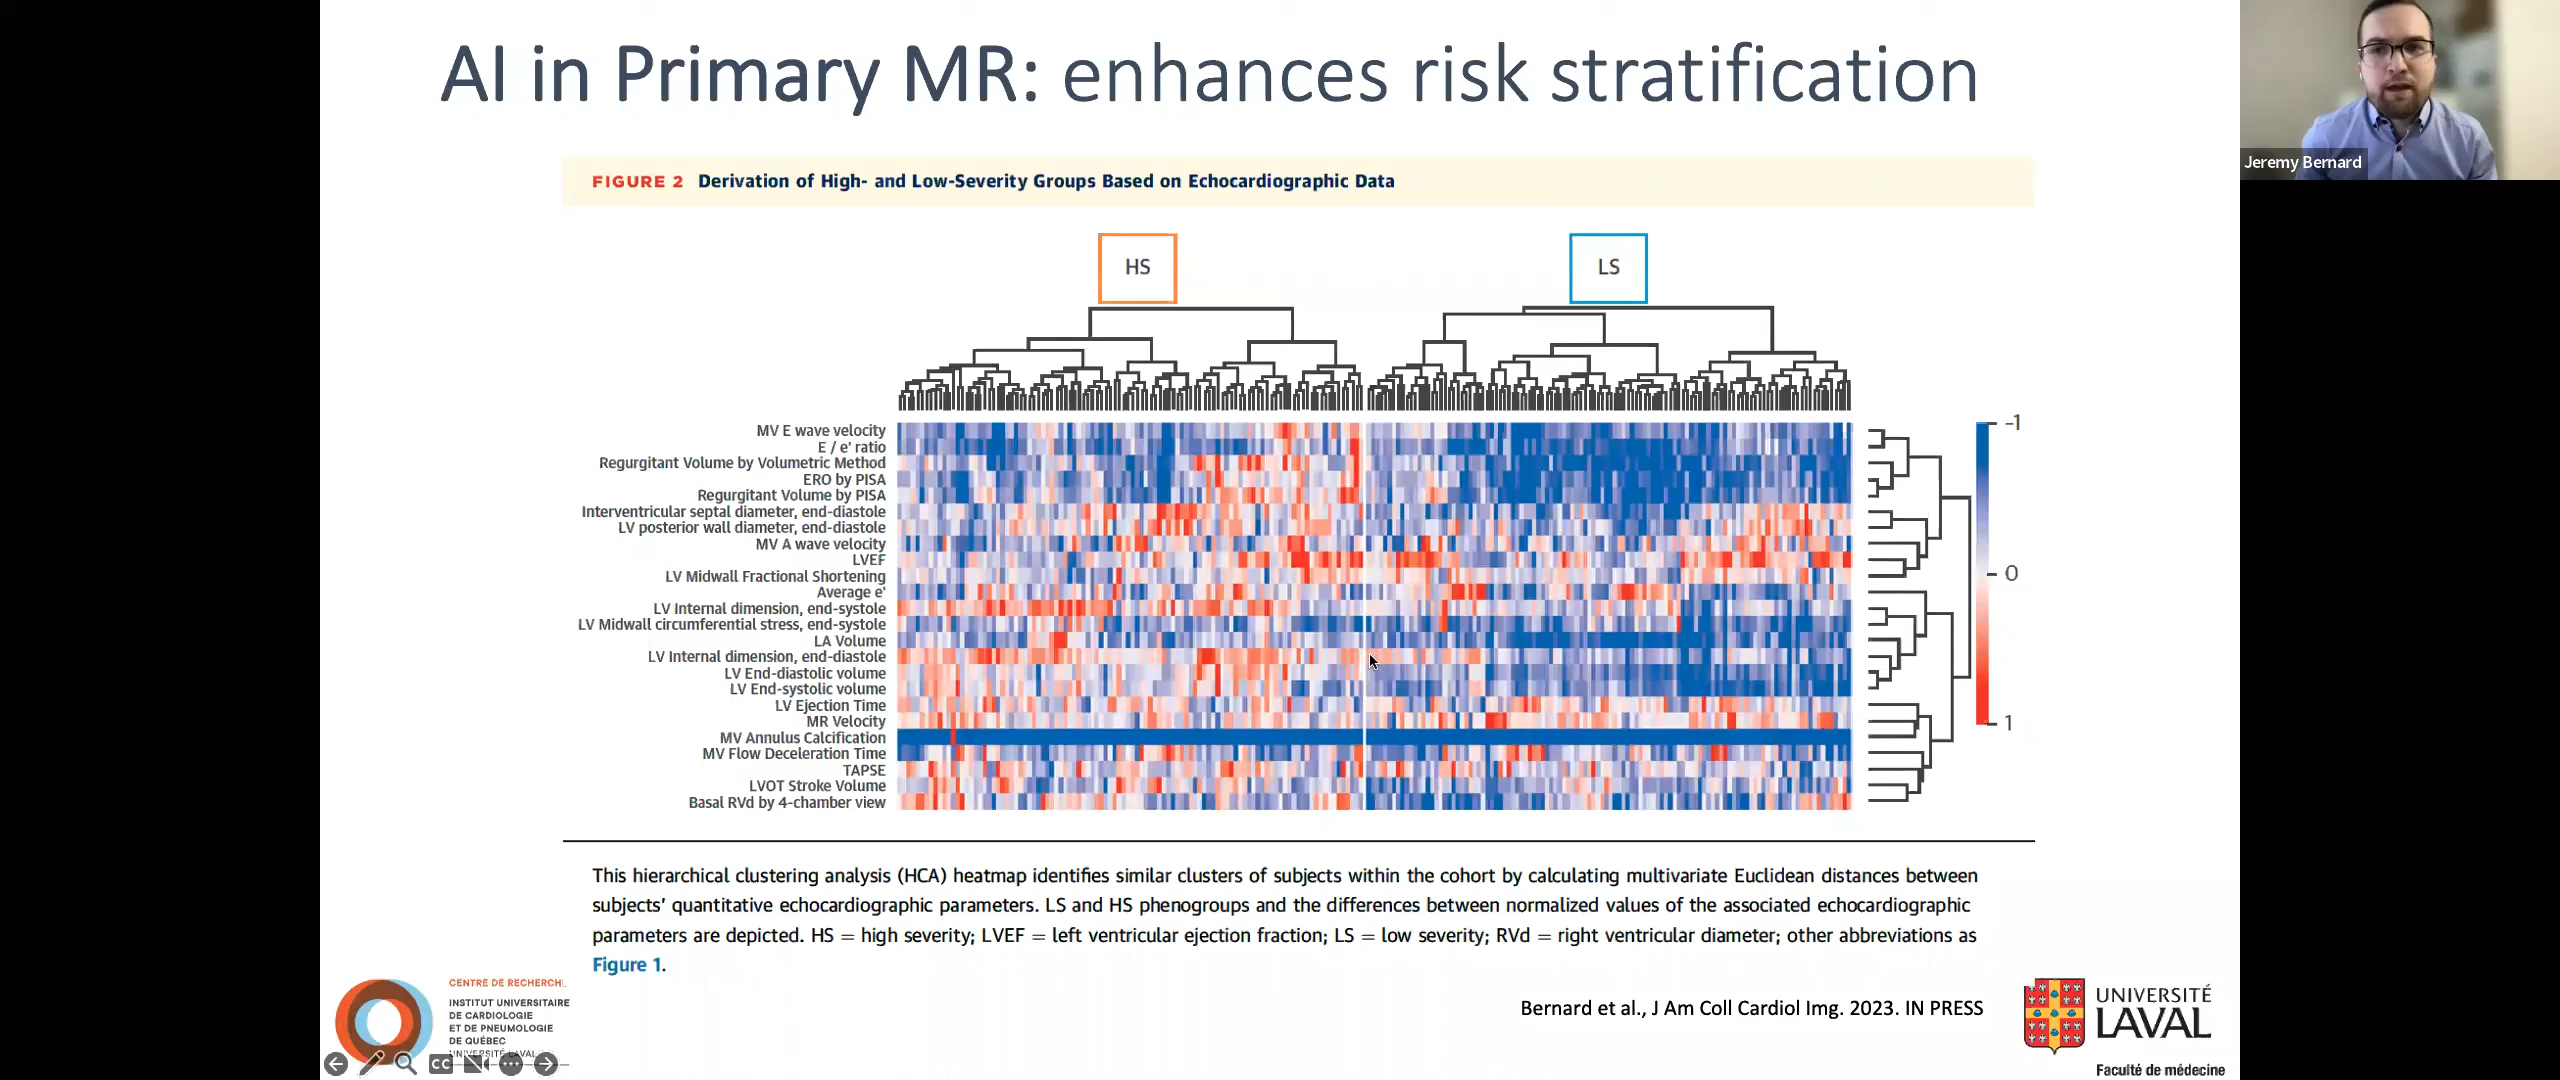 AI in Primary MR: enhances risk stratification
Jeremy Bernard
FIGURE 2 Derivation of High- and Low-Severity Groups Based on Echocardiographic Data
HS
LS
MV E wave velocity
E / e' ratio
Regurgitant Volume by Volumetric Method
ERO by PISA
Regurgitant Volume by PISA
Interventricular septal diameter, end-diastole
LV posterior wall diameter, end-diastole
MV A wave velocity
LVEF
LV Midwall Fractional Shortening
Average e'
LV Internal dimension, end-systole
LV Midwall circumferential stress, end-systole
LA Volume
LV Internal dimension, end-diastole
LV End-diastolic volume
LV End-systolic volume
LV Ejection Time
MR Velocity
MV Annulus Calcification
MV Flow Deceleration Time
TAPSE
LVOT Stroke Volume
Basal RVd by 4-chamber view
-1
0
1
This hierarchical clustering analysis (HCA) heatmap identifies similar clusters of subjects within the cohort by calculating multivariate Euclidean distances between
subjects' quantitative echocardiographic parameters. LS and HS phenogroups and the differences between normalized values of the associated echocardiographic
parameters are depicted. HS = high severity; LVEF = left ventricular ejection fraction; LS = low severity; RVd = right ventricular diameter; other abbreviations as
Figure 1.
Bernard et al., J Am Coll Cardiol Img. 2023. IN PRESS
CENTRE DE RECHERCH
INSTITUT UNIVERSITAIRE
DE CARDIOLOGIE
ET DE PNEUMOLOGIE
DE QUÉBEC
UNIVERSITÉ LAVAL
CC
UNIVERSITÉ
LAVAL
Faculté de médecine